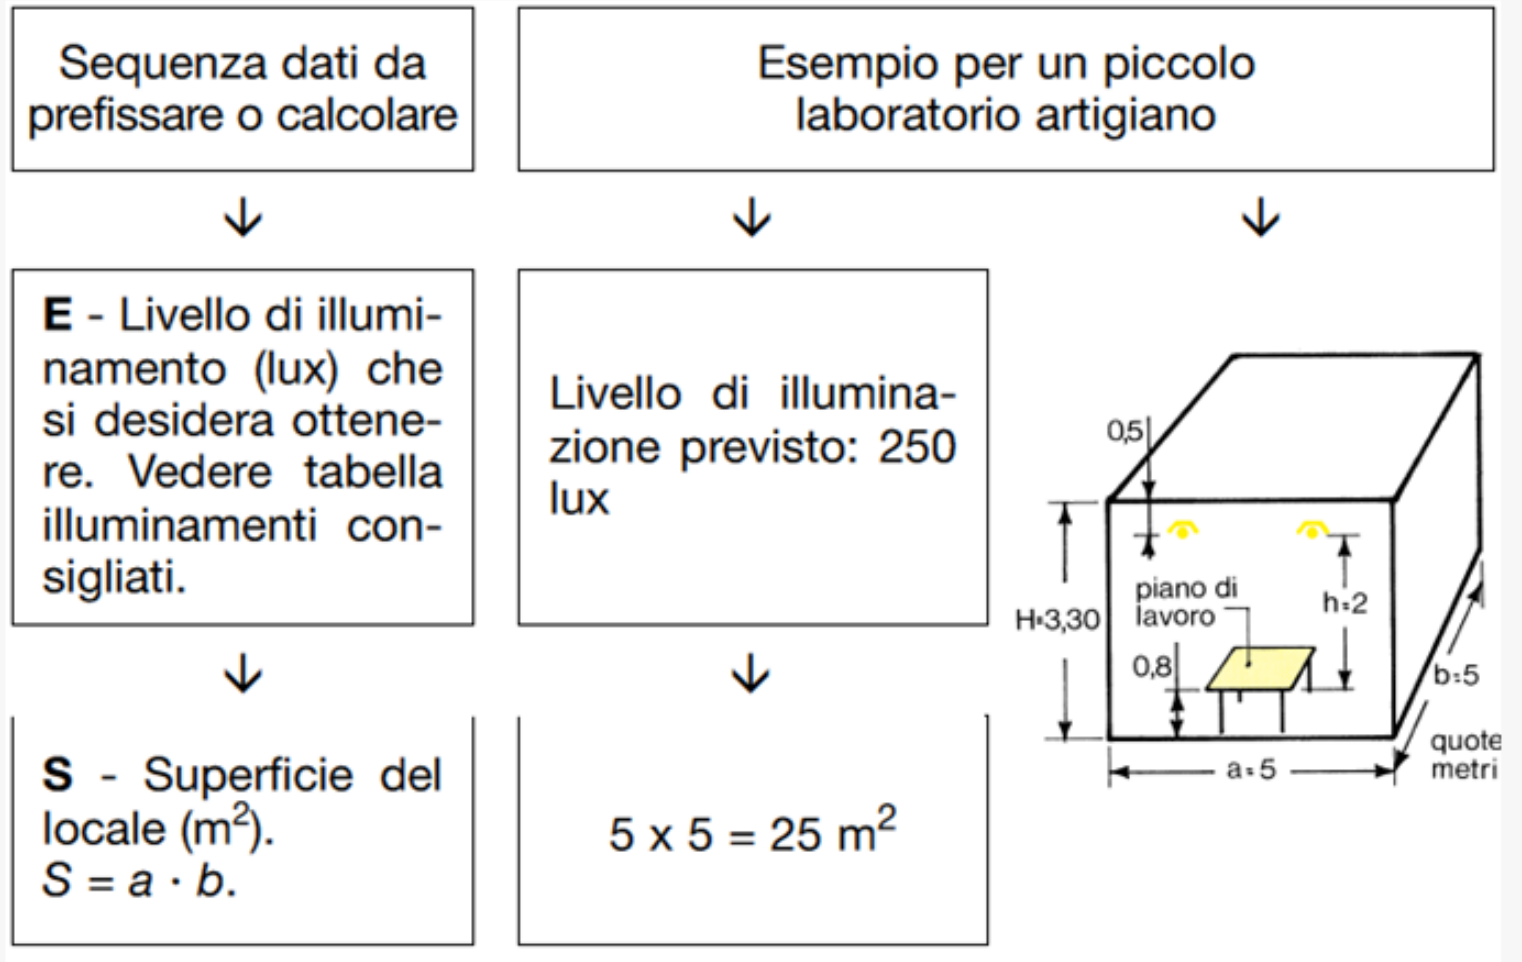 Sequenza dati da
prefissare o calcolare
Esempio per un piccolo
laboratorio artigiano
E - Livello di illumi-
namento (lux) che
si desidera ottene-
re. Vedere tabella
illuminamenti con-
sigliati.
Livello di illumina-
zione previsto: 250
lux
0,5
piano di
lavoro
h=2
H=3,30
0,8
b=5
a=5
quote
metri
S - Superficie del
locale (m²).
S = a · b.
5 x 5 = 25 m²